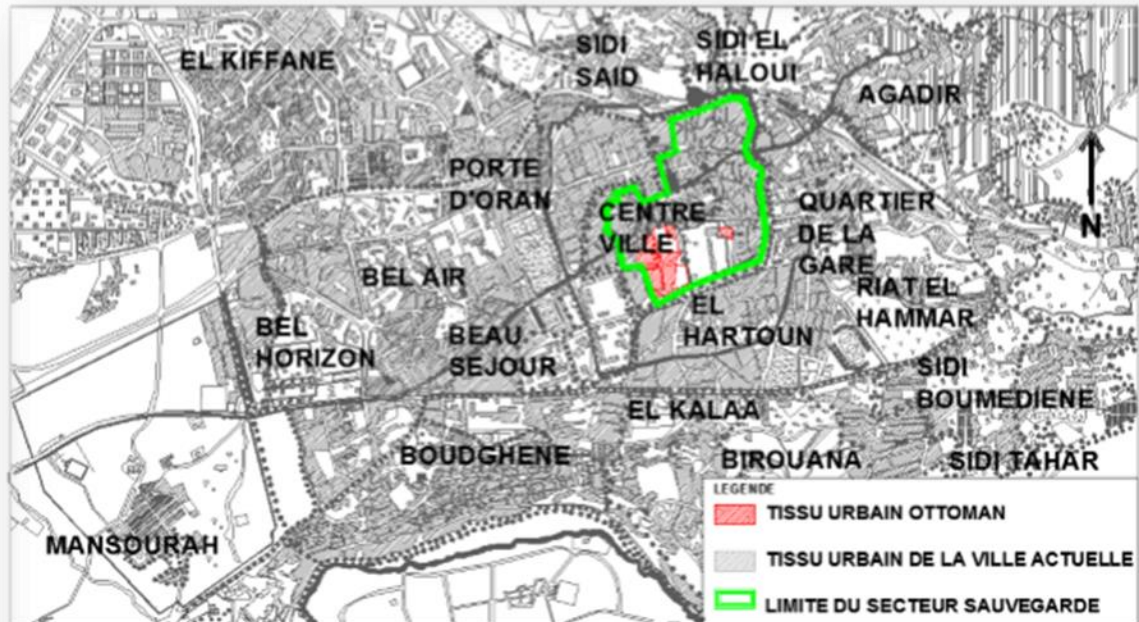 EL KIFFANE
SIDI
SAID
SIDI EL
HALOUI
AGADIR
PORTE
D'ORAN
CENTRE
VILLE
QUARTIER
DE LA
GARE
N
BEL AIR
RIAT EL
HAMMAR
BEL
HORIZON
BEAU
SEJOUR
EL
HARTOUN
SIDI
BOUMEDIENE
EL KALAA
BOUDGHENE
BIROUANA
SIDI TAHAR
MANSOURAH
LEGENDE
TISSU URBAIN OTTOMAN
TISSU URBAIN DE LA VILLE ACTUELLE
LIMITE DU SECTEUR SAUVEGARDE